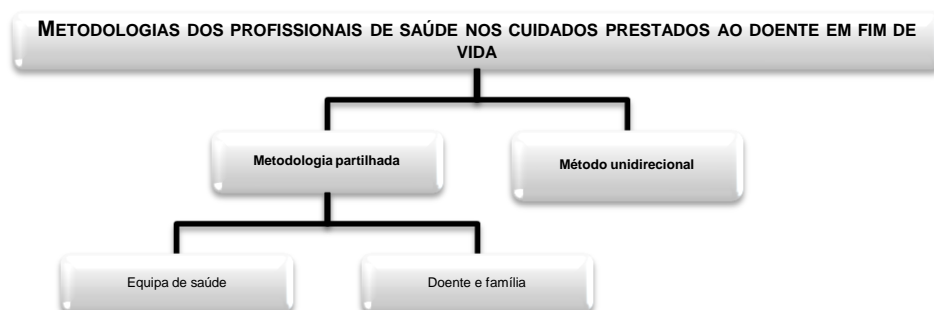 METODOLOGIAS DOS PROFISSIONAIS DE SAÚDE NOS CUIDADOS PRESTADOS AO DOENTE EM FIM DE
VIDA
Metodologia partilhada
Método unidirecional
Equipa de saúde
Doente e família